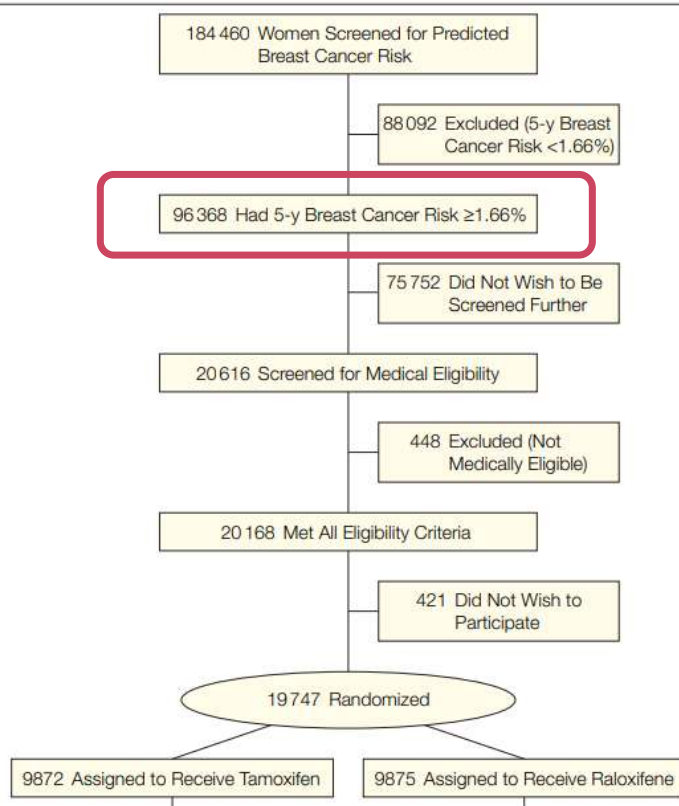 184 460 Women Screened for Predicted
Breast Cancer Risk
88 092 Excluded (5-y Breast
Cancer Risk <1.66%)
96 368 Had 5-y Breast Cancer Risk ≥1.66%
75 752 Did Not Wish to Be
Screened Further
20 616 Screened for Medical Eligibility
448 Excluded (Not
Medically Eligible)
20 168 Met All Eligibility Criteria
421 Did Not Wish to
Participate
19 747 Randomized
9872 Assigned to Receive Tamoxifen
9875 Assigned to Receive Raloxifene